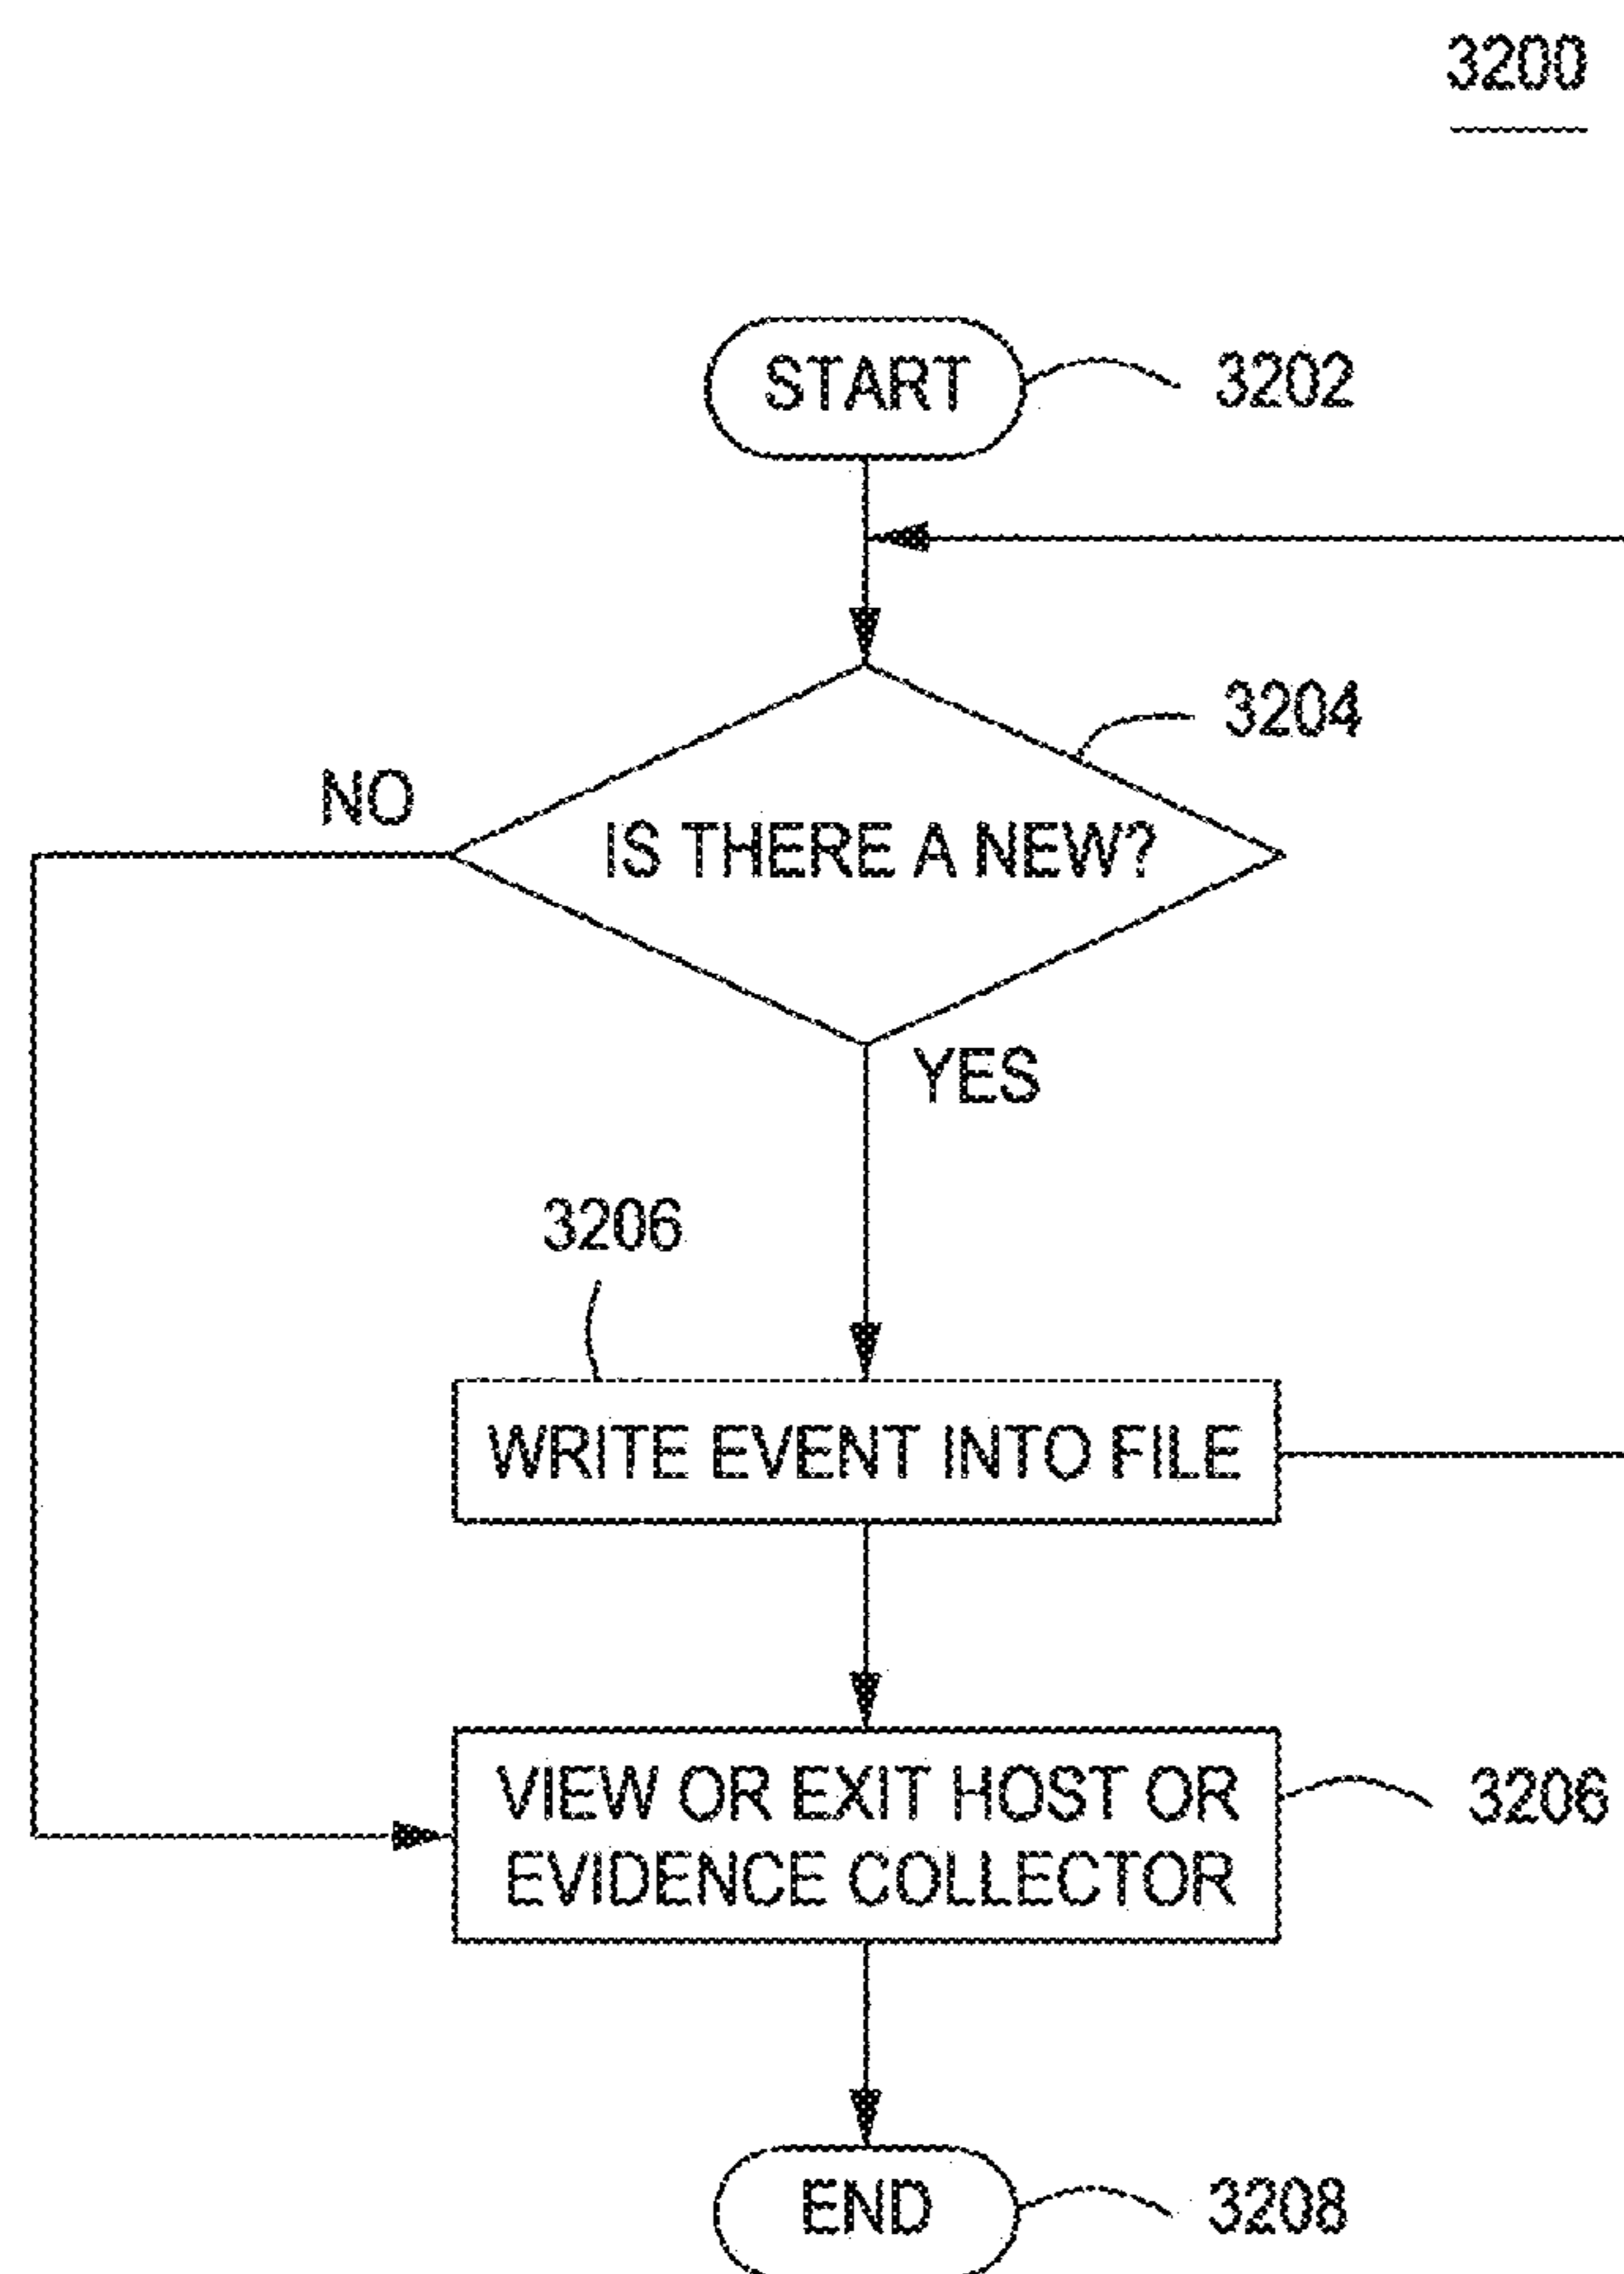 3200
START
3202
3204
NO
IS THERE A NEW?
YES
3206
WRITE EVENT INTO FILE
VIEW OR EXIT HOST OR
EVIDENCE COLLECTOR
3206
END
3208